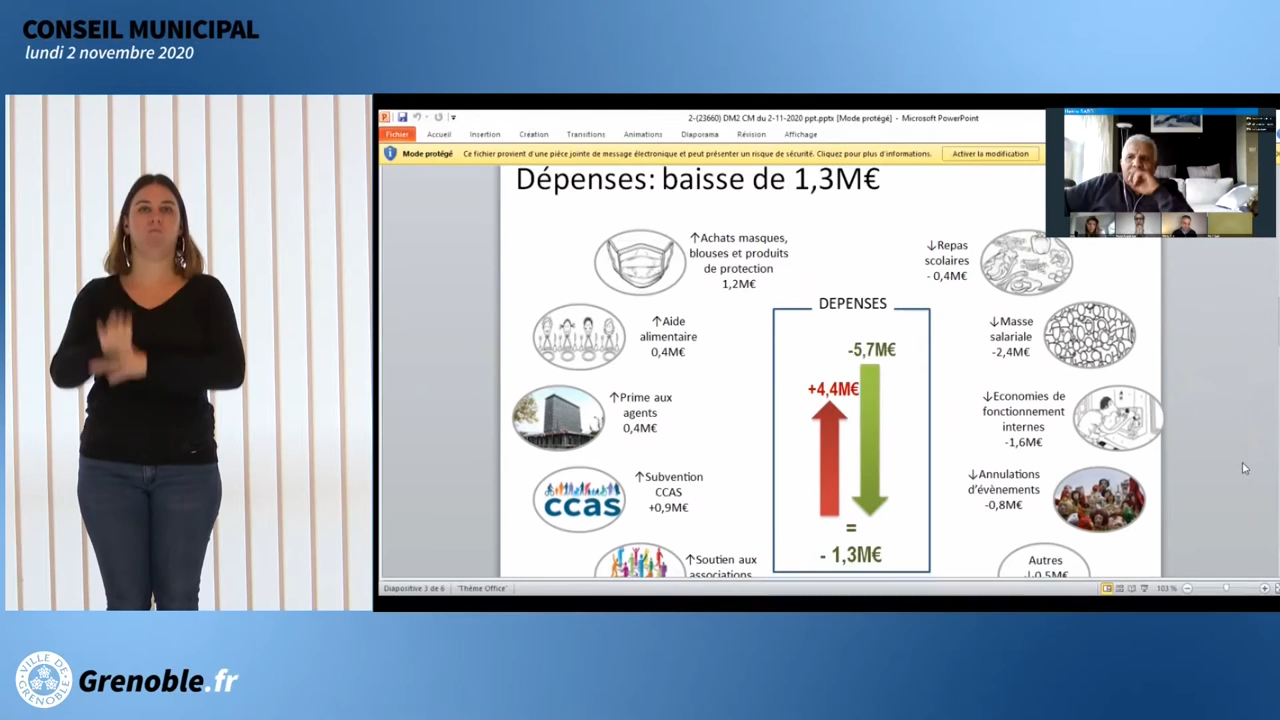 CONSEIL MUNICIPAL
lundi 2 novembre 2020
2-(23660) DM2 CM du 2-11-2020 ppt.pptx [Mode protégé] - Microsoft PowerPoint
Fichier Accueil Insertion Création Transitions Animations Diaporama Révision Affichage
Mode protégé Ce fichier provient d'une pièce jointe de message électronique et peut présenter un risque de sécurité. Cliquez pour plus d'informations. Activer la modification
Dépenses: baisse de 1,3M€
↑Achats masques,
blouses et produits
de protection
1,2M€
↑Aide
alimentaire
0,4M€
↑Prime aux
agents
0,4M€
↑Subvention
CCAS
+0,9M€
ccas
↑Soutien aux
associations
DEPENSES
-5,7M€
+4,4M€
=
- 1,3M€
↓Repas
scolaires
- 0,4M€
↓Masse
salariale
-2,4M€
↓Economies de
fonctionnement
internes
-1,6M€
↓Annulations
d'évènements
-0,8M€
Autres
↓0,5M€
Diapositive 3 de 6 "Thème Office" 103 %
VILLE DE GRENOBLE
Grenoble.fr